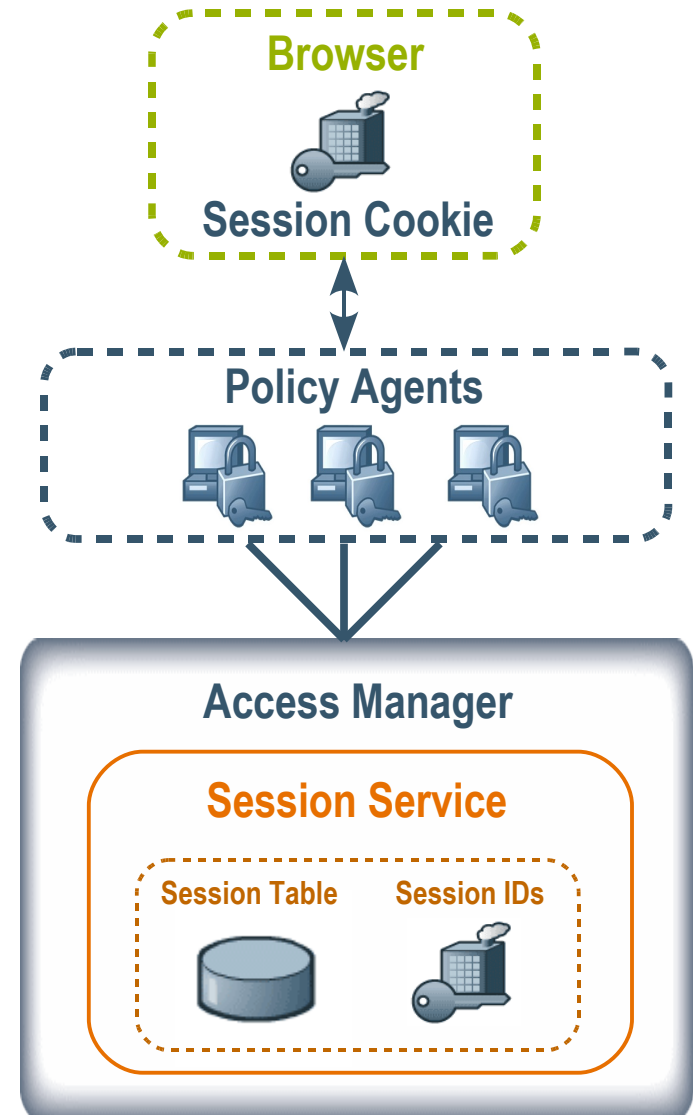 Browser
Session Cookie
Policy Agents
Access Manager
Session Service
Session Table
Session IDs